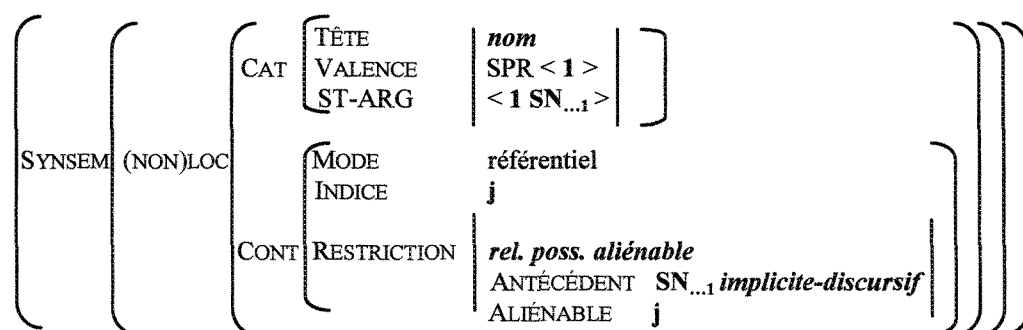 TÊTE nom
CAT VALENCE SPR < 1 >
ST-ARG < 1 SN...1 >
SYNSEM (NON)LOC MODE référentiel
INDICE j
CONT RESTRICTION rel. poss. aliénable
ANTÉCÉDENT SN...1 implicite-discursif
ALIÉNABLE j